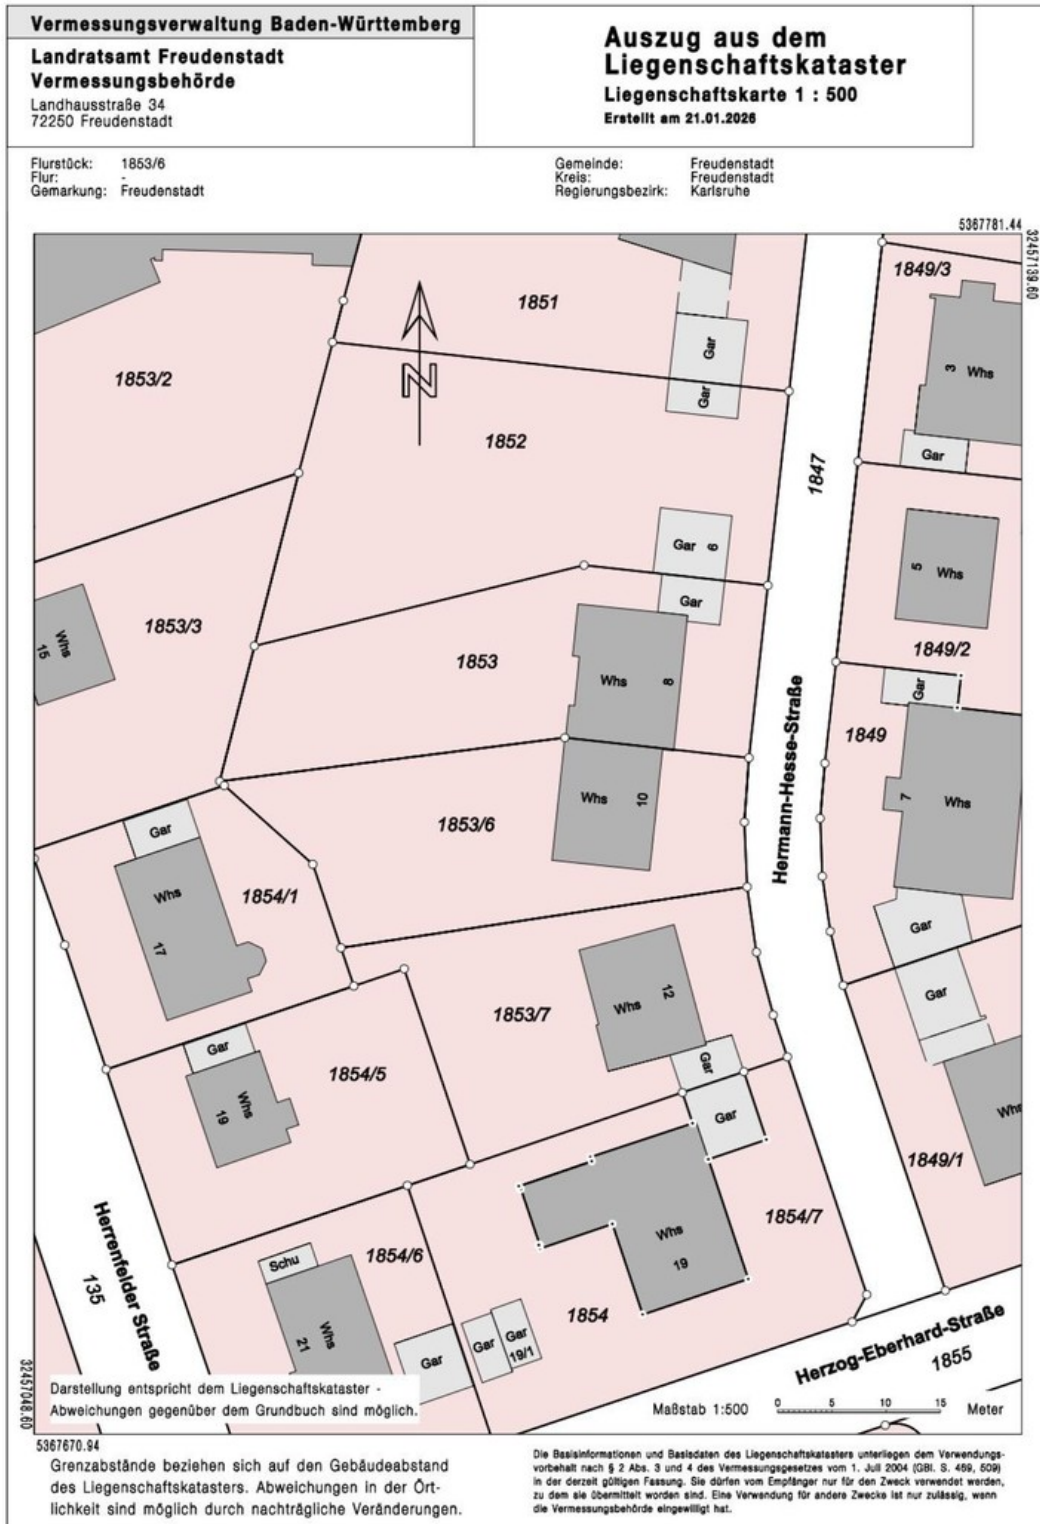 Vermessungsverwaltung Baden-Württemberg
Landratsamt Freudenstadt
Vermessungsbehörde
Landhausstraße 34
72250 Freudenstadt
Auszug aus dem
Liegenschaftskataster
Liegenschaftskarte 1 : 500
Erstellt am 21.01.2026
Flurstück: 1853/6
Flur: -
Gemarkung: Freudenstadt
Gemeinde: Freudenstadt
Kreis: Freudenstadt
Regierungsbezirk: Karlsruhe
5367781.44
32457139.60
1849/3
1851
Gar
N
1853/2
3 Whs
Gar
1852
Gar
1847
Gar 6
5 Whs
Gar
1853/3
15 Whs
1853
Whs 8
1849/2
Gar
1849
Hermann-Hesse-Straße
Whs 10
7 Whs
1853/6
Gar
1854/1
Whs
17
Gar
Gar
1853/7
Whs 12
Gar
Gar
1854/5
19 Whs
Gar
Whs
1849/1
1854/7
Whs
19
Herrenfelder Straße
135
1854/6
Schu
21 Whs
Gar
Gar
Gar
19/1
1854
Herzog-Eberhard-Straße
1855
32457048.60
Darstellung entspricht dem Liegenschaftskataster -
Abweichungen gegenüber dem Grundbuch sind möglich.
Maßstab 1:500 0 5 10 15 Meter
5367670.94
Grenzabstände beziehen sich auf den Gebäudeabstand
des Liegenschaftskatasters. Abweichungen in der Ört-
lichkeit sind möglich durch nachträgliche Veränderungen.
Die Basisinformationen und Basisdaten des Liegenschaftskatasters unterliegen dem Verwendungs-
vorbehalt nach § 2 Abs. 3 und 4 des Vermessungsgesetzes vom 1. Juli 2004 (GBl. S. 469, 509)
in der derzeit gültigen Fassung. Sie dürfen vom Empfänger nur für den Zweck verwendet werden,
zu dem sie übermittelt worden sind. Eine Verwendung für andere Zwecke ist nur zulässig, wenn
die Vermessungsbehörde eingewilligt hat.